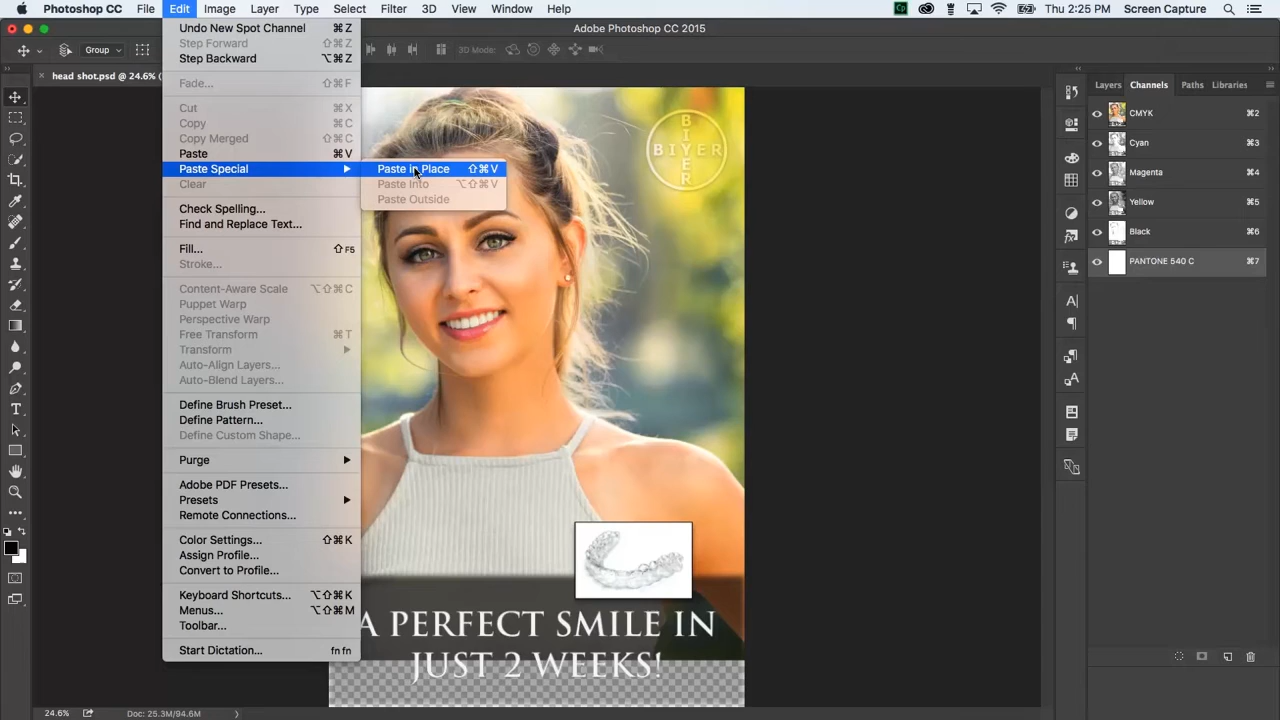 Photoshop CC File Edit Image Layer Type Select Filter 3D View Window Help Thu 2:25 PM Screen Capture
Adobe Photoshop CC 2015
Group
3D Mode:
head shot.psd @ 24.6% (
Undo New Spot Channel ⌘Z
Step Forward ⇧⌘Z
Step Backward ⌥⌘Z
Fade... ⇧⌘F
Cut ⌘X
Copy ⌘C
Copy Merged ⇧⌘C
Paste ⌘V
Paste Special
Clear
Check Spelling...
Find and Replace Text...
Fill... ⇧F5
Stroke...
Content-Aware Scale ⌥⇧⌘C
Puppet Warp
Perspective Warp
Free Transform ⌘T
Transform
Auto-Align Layers...
Auto-Blend Layers...
Define Brush Preset...
Define Pattern...
Define Custom Shape...
Purge
Adobe PDF Presets...
Presets
Remote Connections...
Color Settings... ⇧⌘K
Assign Profile...
Convert to Profile...
Keyboard Shortcuts... ⌥⇧⌘K
Menus... ⌥⇧⌘M
Toolbar...
Start Dictation... fn fn
Paste in Place ⇧⌘V
Paste Into ⌥⇧⌘V
Paste Outside
BIYER
BIYER
A PERFECT SMILE IN
JUST 2 WEEKS!
Layers Channels Paths Libraries
CMYK ⌘2
Cyan ⌘3
Magenta ⌘4
Yellow ⌘5
Black ⌘6
PANTONE 540 C ⌘7
24.6% Doc: 25.3M/94.6M